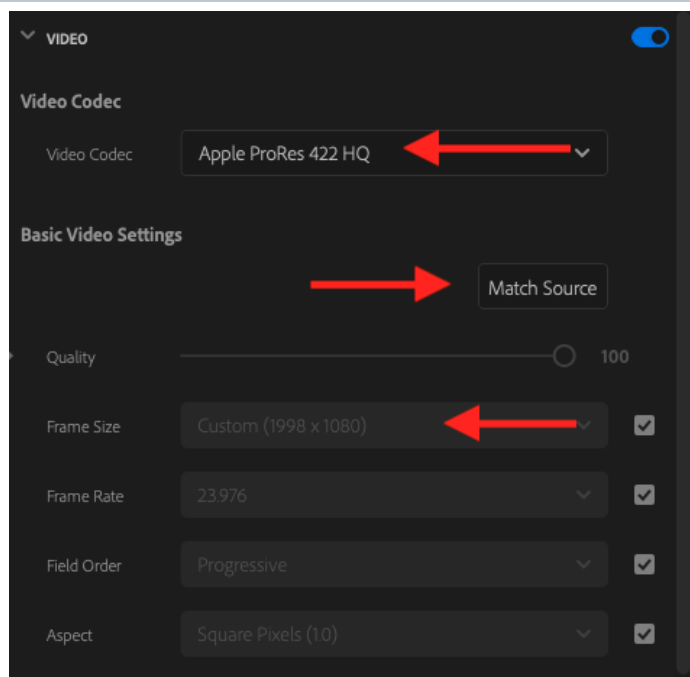 VIDEO
Video Codec
Video Codec Apple ProRes 422 HQ
Basic Video Settings
Match Source
Quality 100
Frame Size Custom (1998 x 1080)
Frame Rate 23.976
Field Order Progressive
Aspect Square Pixels (1.0)